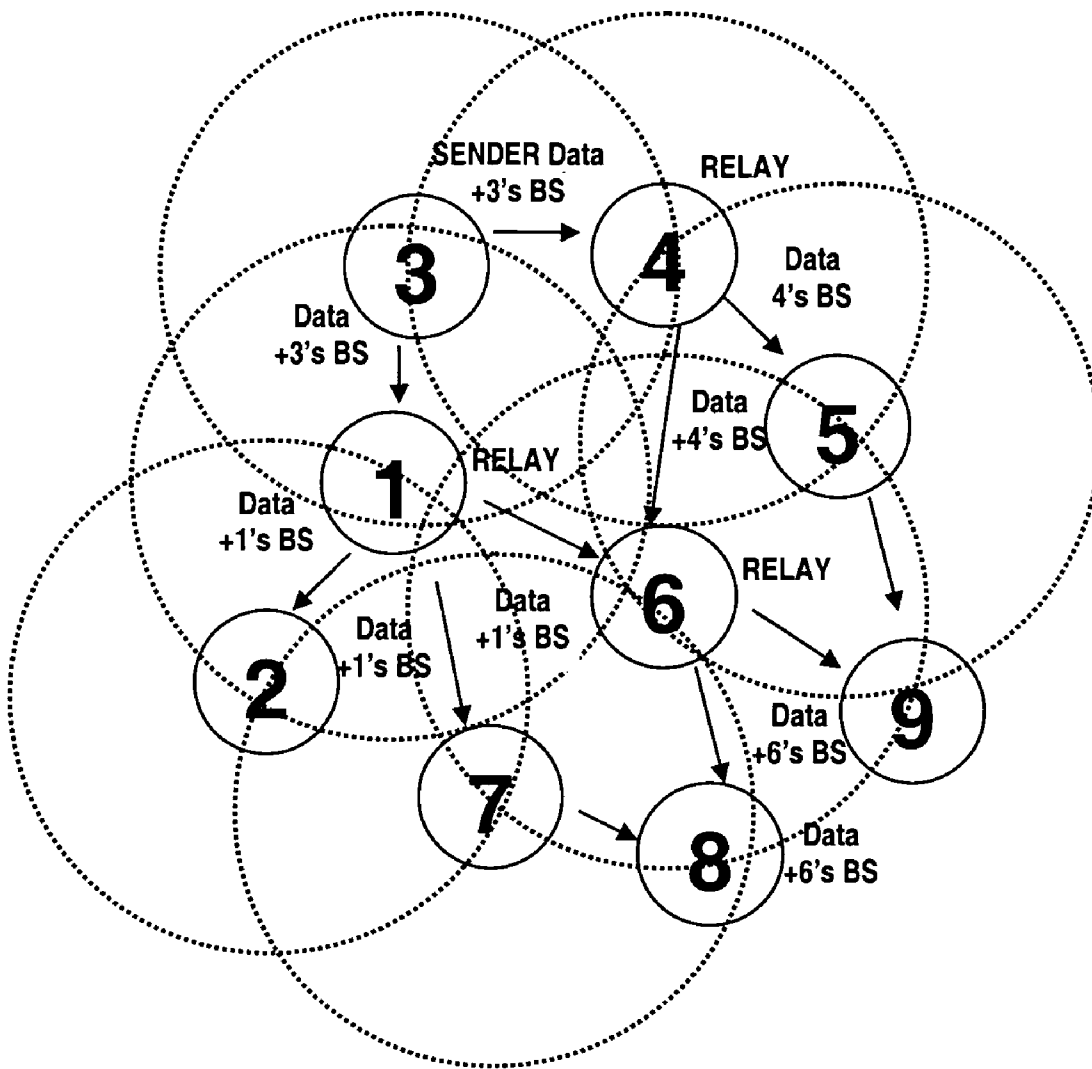 SENDER Data
+3's BS
RELAY
3
4
Data
4's BS
Data
+3's BS
Data
+4's BS
5
1
RELAY
Data
+1's BS
6
RELAY
Data
+1's BS
Data
+1's BS
2
9
Data
+6's BS
7
8
Data
+6's BS